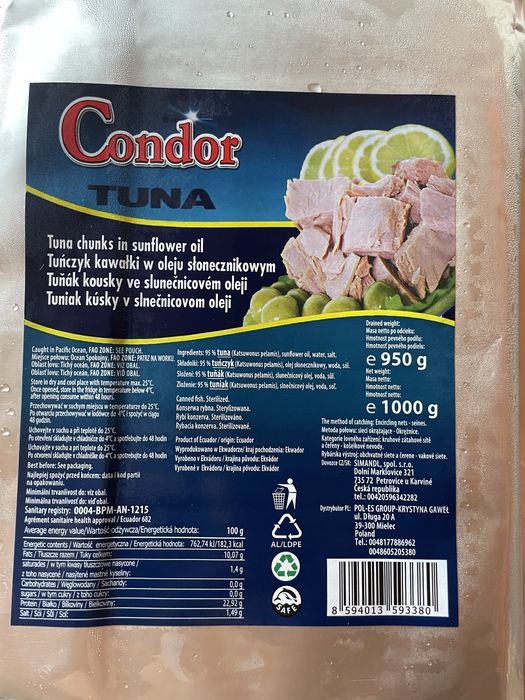 Condor
TUNA
Tuna chunks in sunflower oil
Tuńczyk kawałki w oleju słonecznikowym
Tuňák kousky ve slunečnicovém oleji
Tuniak kúsky v slnečnicovom oleji
Caught in Pacific Ocean, FAO ZONE: SEE POUCH.
Miejsce połowu: Ocean Spokojny, FAO ZONE: PATRZ NA WORKU.
Oblast lovu: Tichý oceán, FAO ZONE: VIZ OBAL.
Oblasť lovu: Tichý oceán, FAO ZONE: VID OBAL.
Store in dry and cool place with temperature max. 25°C.
Once opened, store in the fridge in temperature below 4°C,
after opening consume within 48 hours.
Przechowywać w suchym miejscu w temperaturze do 25°C.
Po otwarciu przechowywać w lodówce do 4°C i spożyć w ciągu
48 godzin.
Uchovejte v suchu a při teplotě do 25°C.
Po otevření skladujte v chladničce do 4°C a spotřebujte do 48 hodin
Uchovajte v suchu a pri teplote do 25°C.
Po otvorení skladujte v chladničke do 4°C a spotrebujte do 48 hodín
Best before: See packaging.
Najlepiej spożyć przed końcem: data i kod partii
na opakowaniu.
Minimální trvanlivost do: viz obal.
Minimálna trvanlivosť do: viď obal.
Sanitary registry: 0004-BPM-AN-1215
Agrément sanitaire health approval / Ecuador 682
Ingredients: 95 % tuna (Katsuwonus pelamis), sunflower oil, water, salt.
Składniki: 95 % tuńczyk (Katsuwonus pelamis), olej słonecznikowy, woda, sól.
Složení: 95 % tuňák (Katsuwonus pelamis), slunečnicový olej, voda, sůl.
Zloženie: 95 % tuniak (Katsuwonus pelamis), slnečnicový olej, voda, soľ.
Canned fish. Sterilized.
Konserwa rybna. Sterylizowana.
Rybí konzerva. Sterilizováno.
Rybacia konzerva. Sterilizované.
Product of Ecuador / origin: Ecuador
Wyprodukowano w Ekwadorze/ kraj pochodzenia: Ekwador
Vyrobeno v Ekvádoru / krajina původu: Ekvádor
Vyrobené v Ekvádoru / krajina pôvodu: Ekvádor
Drained weight:
Masa netto po odcieku:
Hmotnost pevného podílu:
Hmotnosť pevného podielu:
e 950 g
Net weight:
Masa netto:
Hmotnost netto:
Hmotnosť netto:
e 1000 g
The method of catching: Encircling nets - seines.
Metoda połowu: sieci okrążające - Okrężnice.
Kategorie lovného zařízení: kruhové zatahové sítě
a čeřeny - košelkové nevody.
Rybárska výstroj: obchvatné siete a čerene - vakové siete.
Dovozce CZ/SK: SIMANDL, spol. s r.o.
Dolní Marklovice 321
735 72 Petrovice u Karviné
Česká republika
tel.: 00420596342282
Dystrybutor PL: POL-ES GROUP-KRYSTYNA GAWEŁ
ul. Długa 20 A
39-300 Mielec
Poland
Tel.: 0048177886962
0048605205380
Average energy value/Wartość odżywcza/Energetická hodnota: 100 g
Energetic contents / Wartość energetyczna / Energetická hodnota: 762,74 kJ/182,3 kcal
Fats / Tłuszcze razem / Tuky celkem: 10,07 g
saturades / w tym kwasy tłuszczowe nasycone /
z toho nasycené / nasýtené mastné kyseliny: 1,4 g
Carbohydrates / Węglowodany / Sacharidy: 0,0 g
sugars / w tym cukry / z toho cukry: 0,0 g
Protein / Białko / Bílkoviny / Bielkoviny: 22,92 g
Salt / Sól / Sůl / Soľ: 1,49 g
AL/LDPE
SAFE
8 594013 593380